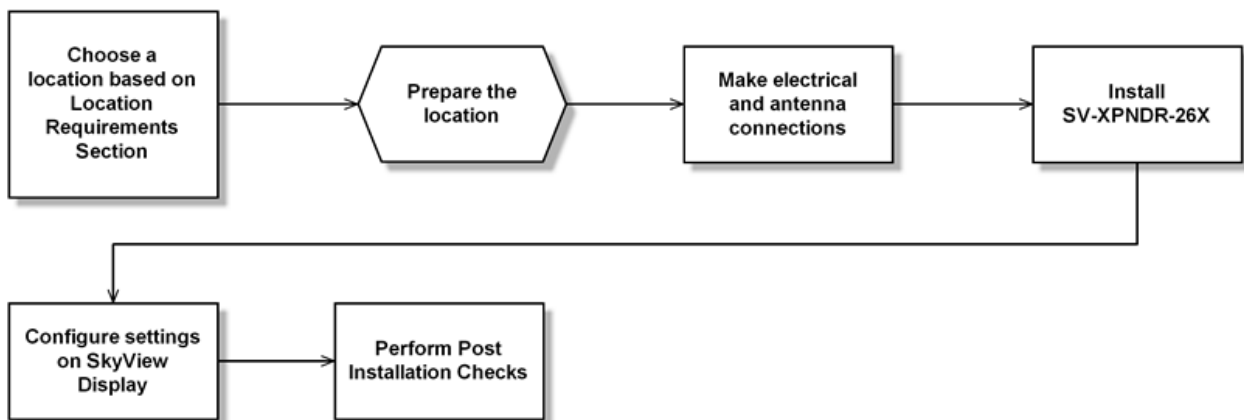 Choose a
location based on
Location
Requirements
Section
Prepare the
location
Make electrical
and antenna
connections
Install
SV-XPNDR-26X
Configure settings
on SkyView
Display
Perform Post
Installation Checks